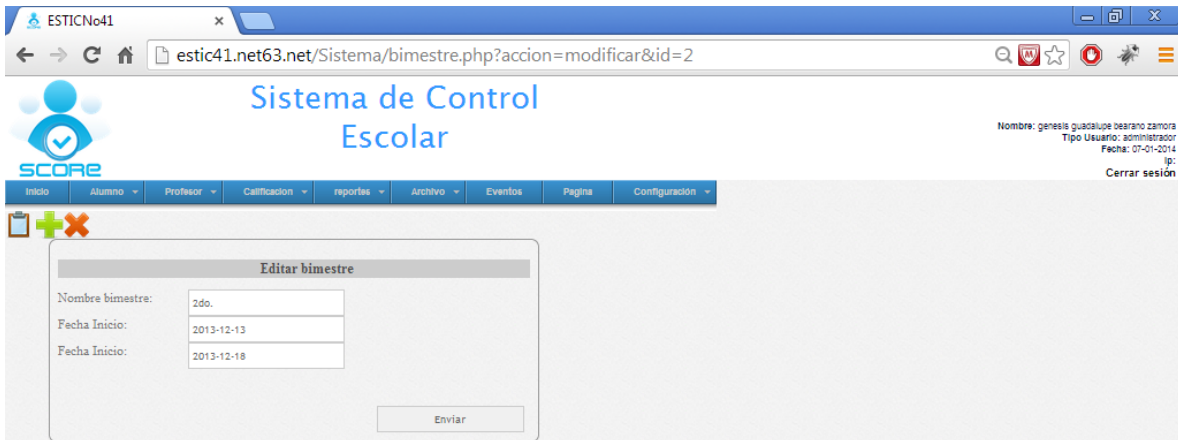 ESTICNo41
estic41.net63.net/Sistema/bimestre.php?accion=modificar&id=2
SCORE
Sistema de Control
Escolar
Nombre: genesis guadalupe bearano zamora
Tipo Usuario: administrador
Fecha: 07-01-2014
Ip:
Cerrar sesión
Inicio Alumno Profesor Calificacion reportes Archivo Eventos Pagina Configuración
Editar bimestre
Nombre bimestre: 2do.
Fecha Inicio: 2013-12-13
Fecha Inicio: 2013-12-18
Enviar